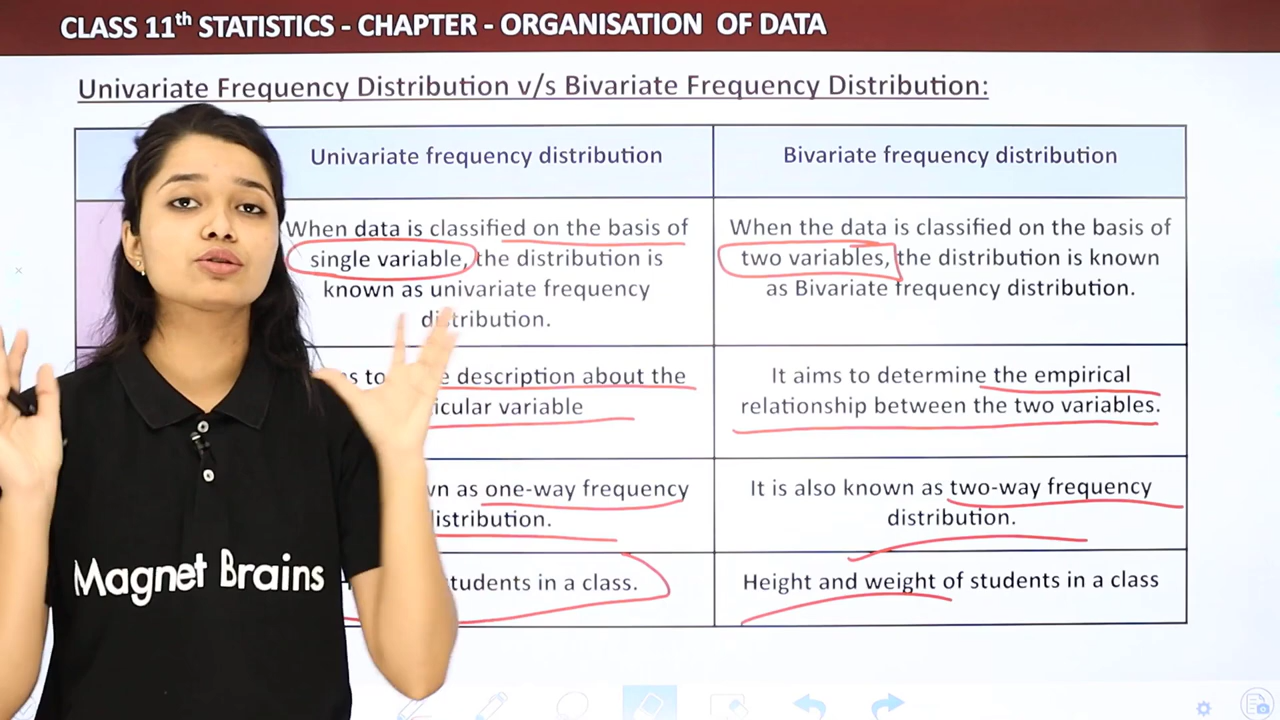 CLASS 11th STATISTICS - CHAPTER - ORGANISATION OF DATA
Univariate Frequency Distribution v/s Bivariate Frequency Distribution:
Univariate frequency distribution
Bivariate frequency distribution
When data is classified on the basis of
single variable, the distribution is
known as univariate frequency
distribution.
When the data is classified on the basis of
two variables, the distribution is known
as Bivariate frequency distribution.
description about the
variable
It aims to determine the empirical
relationship between the two variables.
as one-way frequency
distribution.
It is also known as two-way frequency
distribution.
students in a class.
Height and weight of students in a class
Magnet Brains